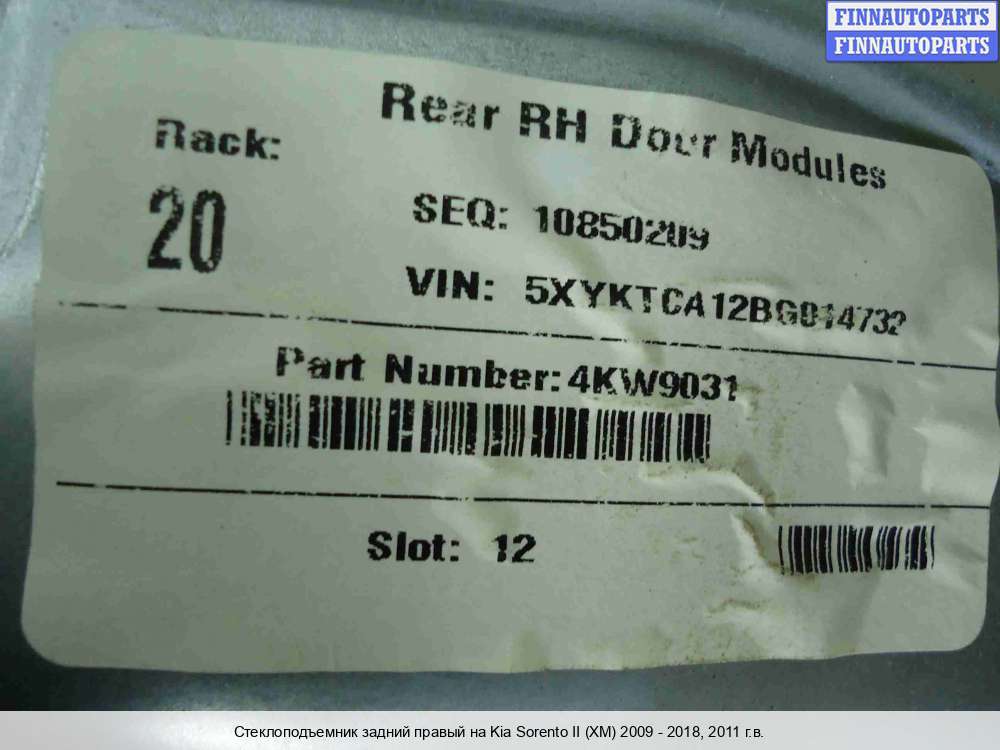 FINNAUTOPARTS
FINNAUTOPARTS
Rear RH Door Modules
Rack:
20
SEQ: 10850209
VIN: 5XYKTCA12BG014732
Part Number: 4KW9031
Slot: 12
Стеклоподъемник задний правый на Kia Sorento II (XM) 2009 - 2018, 2011 г.в.